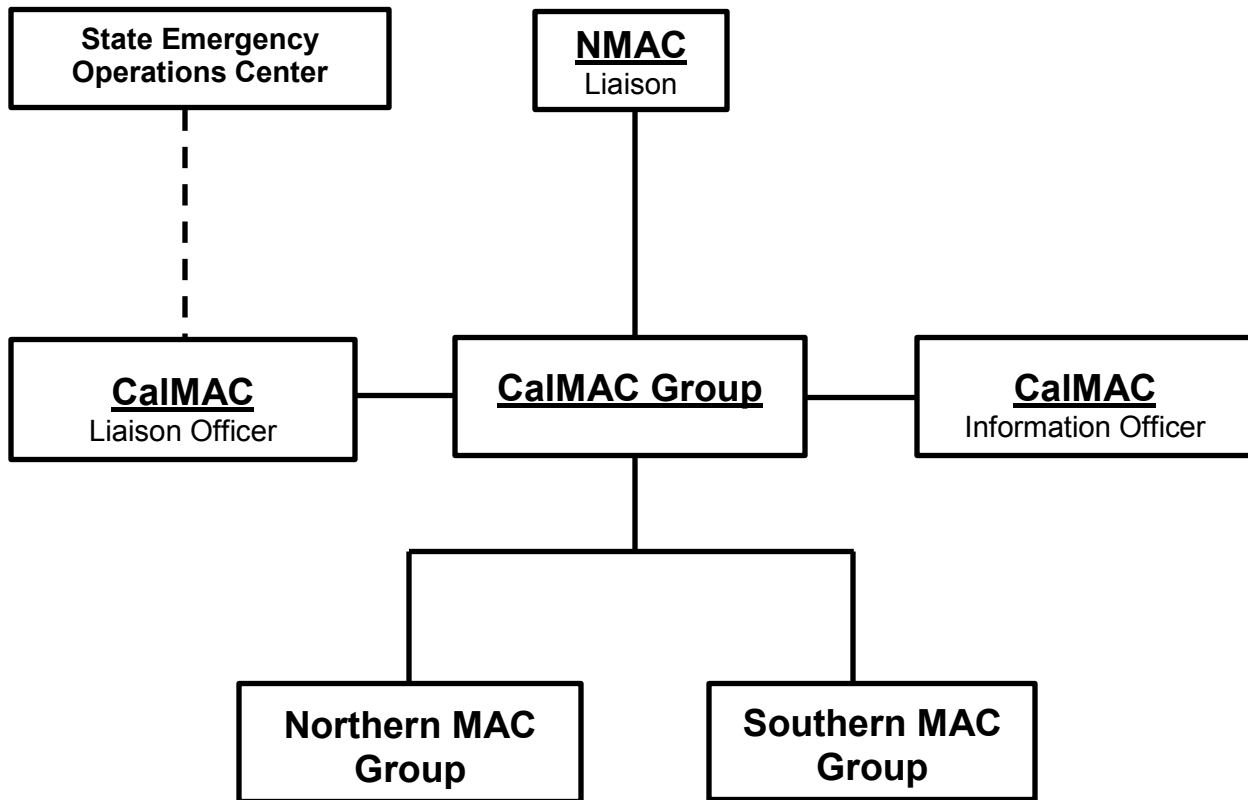 State Emergency
Operations Center
NMAC
Liaison
CalMAC
Liaison Officer
CalMAC Group
CalMAC
Information Officer
Northern MAC
Group
Southern MAC
Group